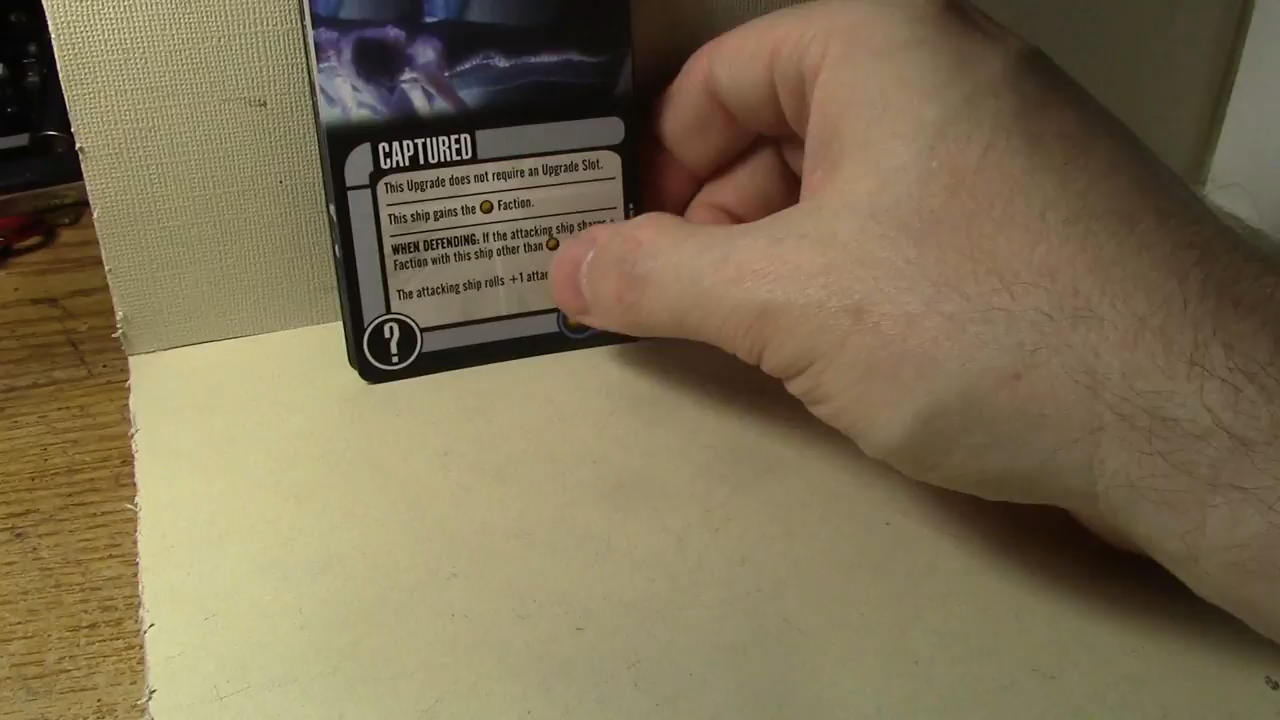 CAPTURED
This Upgrade does not require an Upgrade Slot.
This ship gains the Faction.
WHEN DEFENDING: If the attacking ship shares
Faction with this ship other than
The attacking ship rolls +1
?